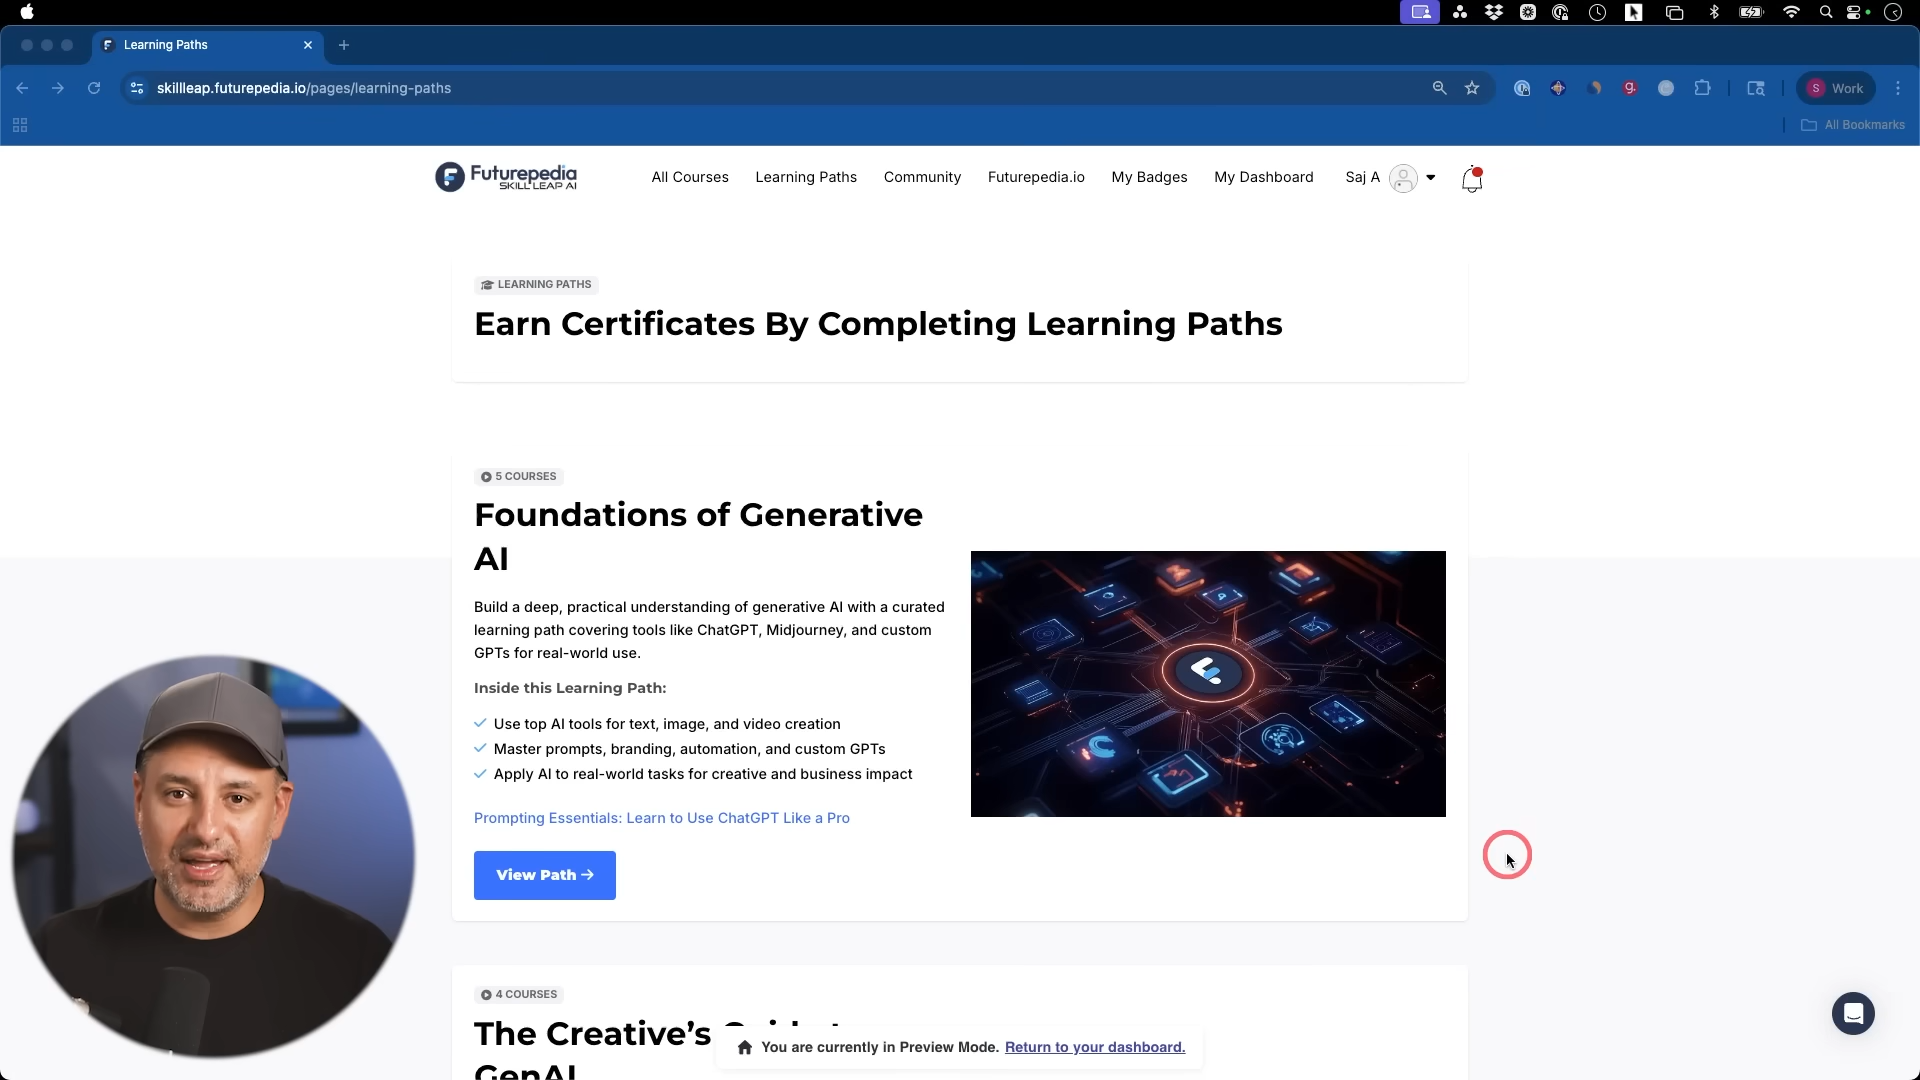 Learning Paths
skillleap.futurepedia.io/pages/learning-paths
S Work
All Bookmarks
Futurepedia
SKILL LEAP AI
All Courses Learning Paths Community Futurepedia.io My Badges My Dashboard Saj A
LEARNING PATHS
Earn Certificates By Completing Learning Paths
5 COURSES
Foundations of Generative
AI
Build a deep, practical understanding of generative AI with a curated
learning path covering tools like ChatGPT, Midjourney, and custom
GPTs for real-world use.
Inside this Learning Path:
Use top AI tools for text, image, and video creation
Master prompts, branding, automation, and custom GPTs
Apply AI to real-world tasks for creative and business impact
Prompting Essentials: Learn to Use ChatGPT Like a Pro
View Path →
4 COURSES
The Creative’s Guide to
GenAI
You are currently in Preview Mode. Return to your dashboard.